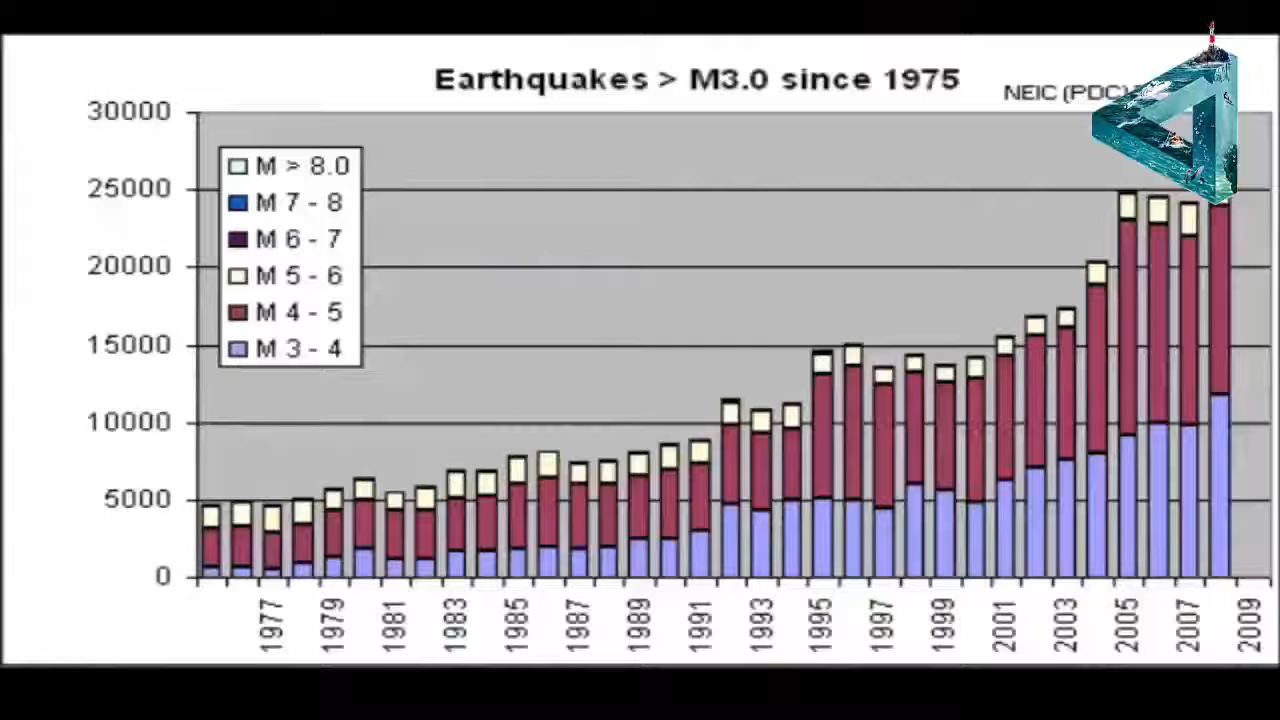 Earthquakes > M3.0 since 1975
NEIC (PDC)
30000
25000
20000
15000
10000
5000
0
M > 8.0
M 7 - 8
M 6 - 7
M 5 - 6
M 4 - 5
M 3 - 4
1977 1979 1981 1983 1985 1987 1989 1991 1993 1995 1997 1999 2001 2003 2005 2007 2009